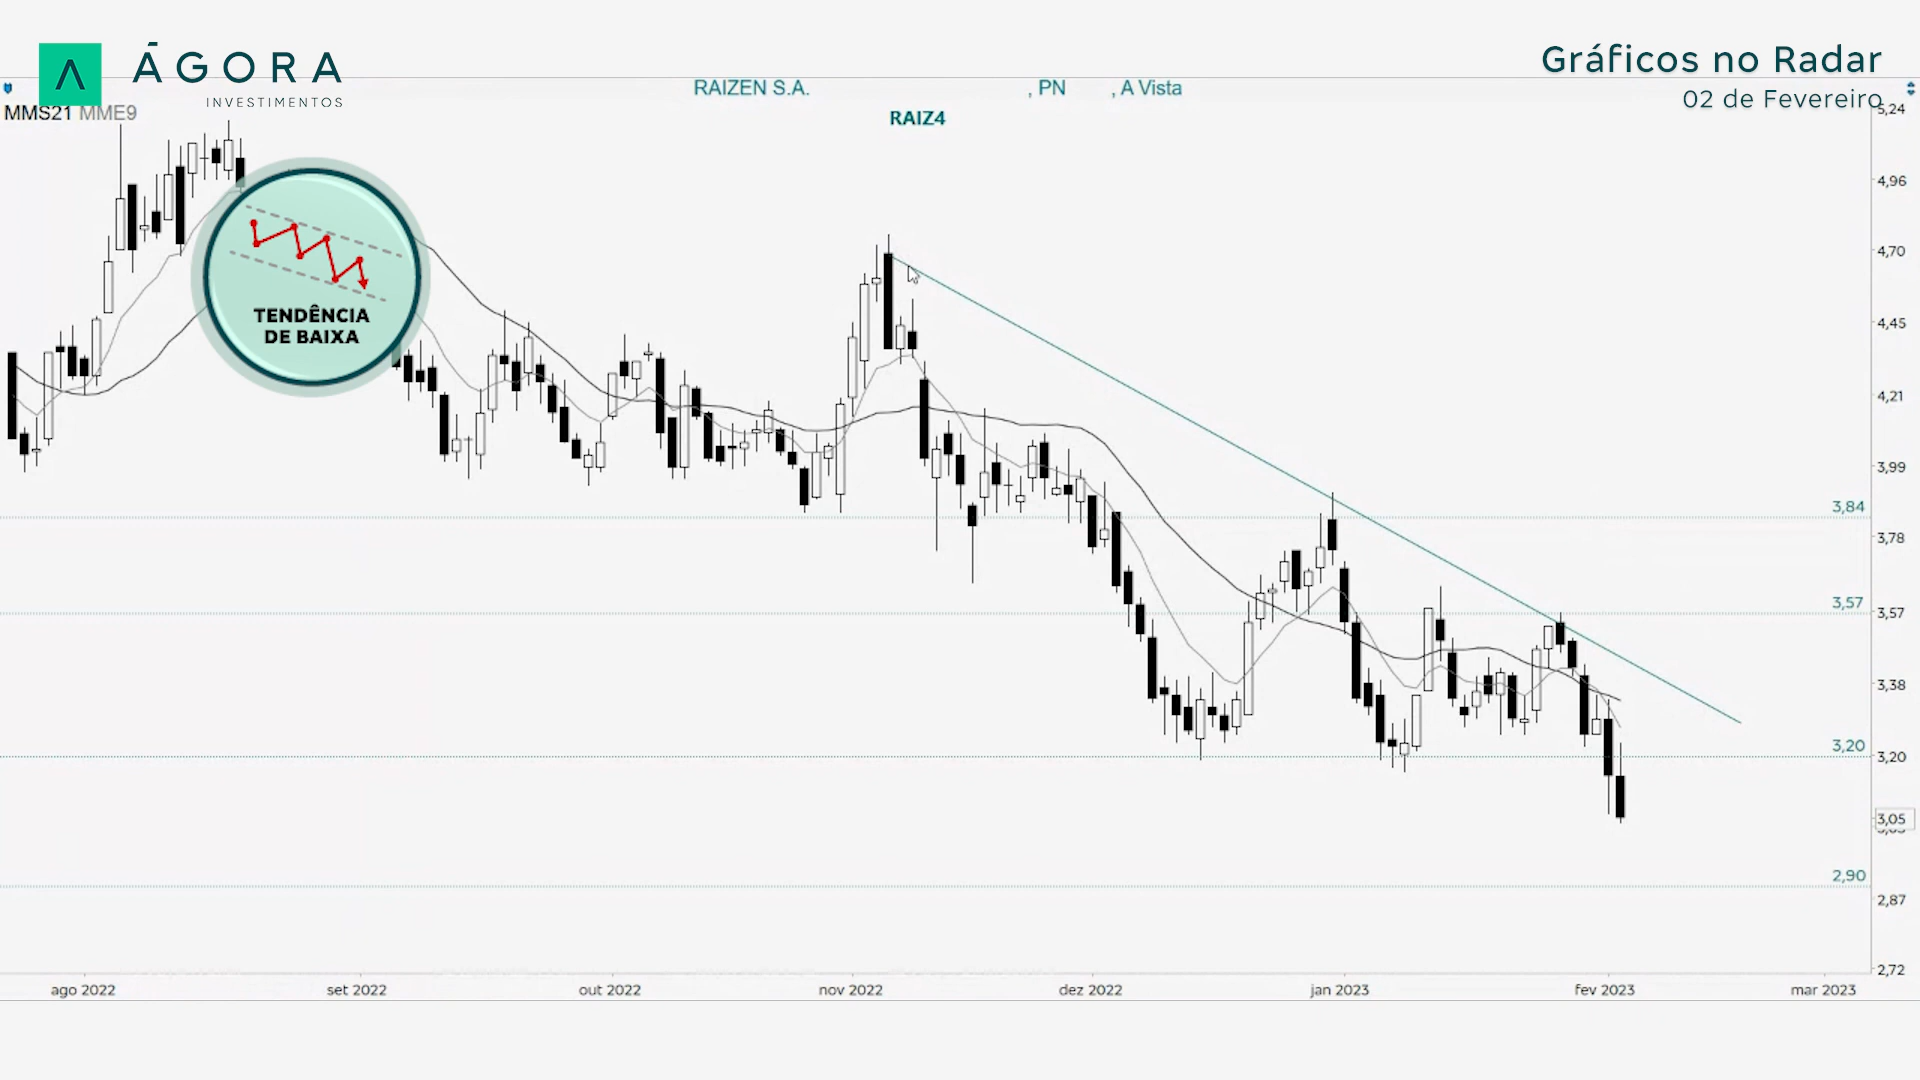 ÁGORA
INVESTIMENTOS
Gráficos no Radar
02 de Fevereiro
RAIZEN S.A. , PN , A Vista
RAIZ4
MMS21 MME9
TENDÊNCIA
DE BAIXA
5,24
4,96
4,70
4,45
4,21
3,99
3,84
3,78
3,57
3,57
3,38
3,20
3,20
3,05
2,90
2,87
2,72
ago 2022 set 2022 out 2022 nov 2022 dez 2022 jan 2023 fev 2023 mar 2023